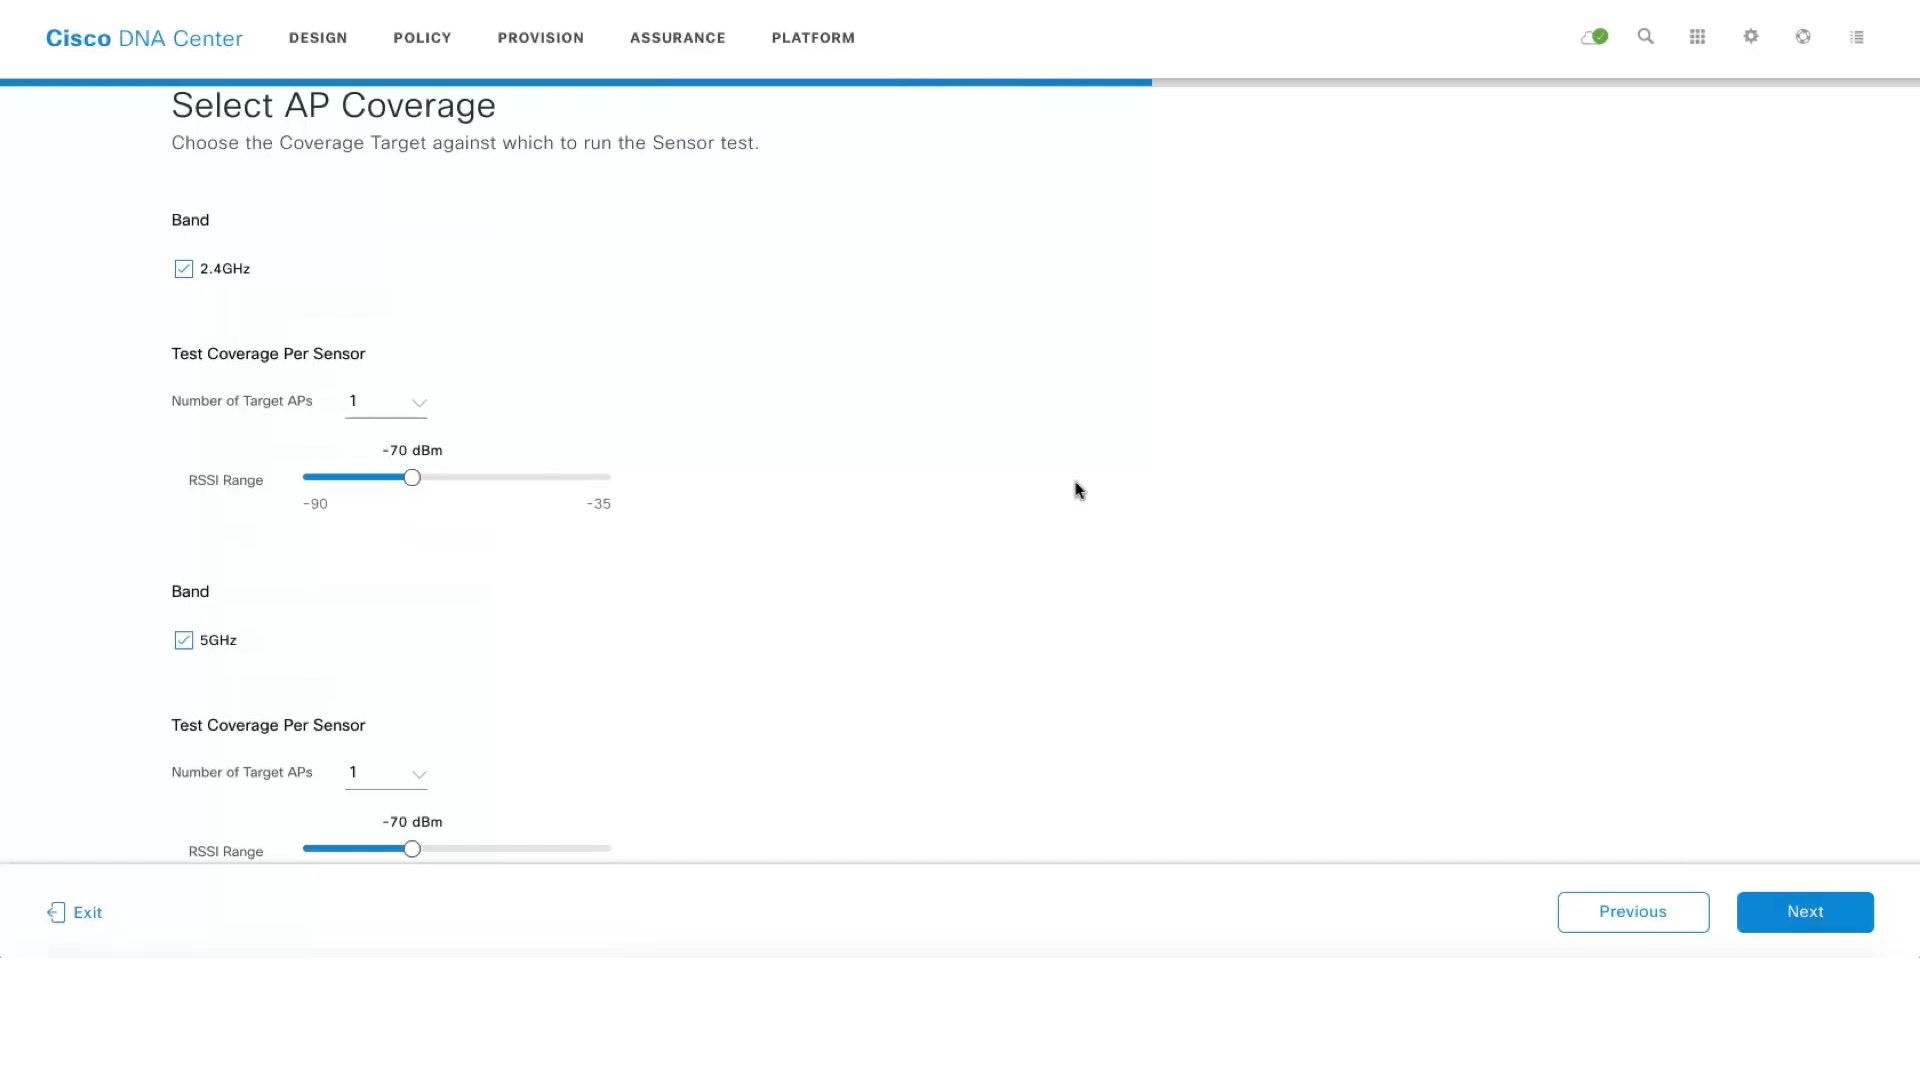 Cisco DNA Center DESIGN POLICY PROVISION ASSURANCE PLATFORM
Select AP Coverage
Choose the Coverage Target against which to run the Sensor test.
Band
2.4GHz
Test Coverage Per Sensor
Number of Target APs 1
-70 dBm
RSSI Range
-90 -35
Band
5GHz
Test Coverage Per Sensor
Number of Target APs 1
-70 dBm
RSSI Range
Exit Previous Next